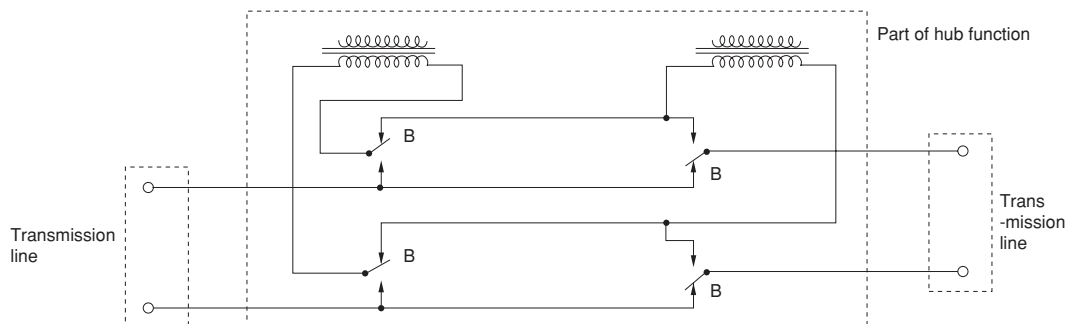 Part of hub function
B
B
Transmission
line
Trans
-mission
line
B
B